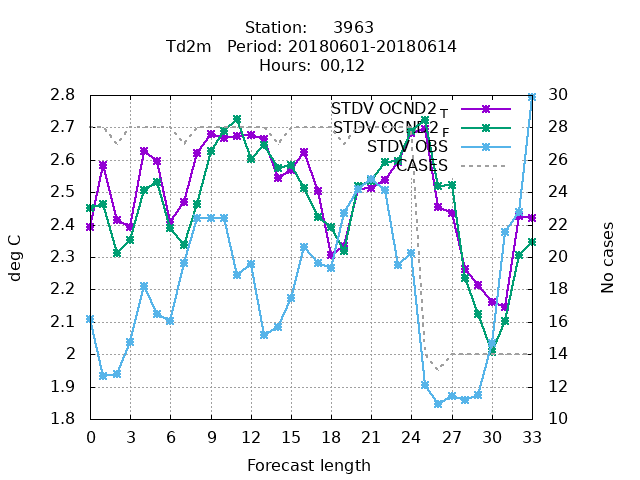 Station: 3963
Td2m Period: 20180601-20180614
Hours: 00,12
2.8
2.7
2.6
2.5
2.4
2.3
2.2
2.1
2
1.9
1.8
deg C
STDV OCND2 T
STDV OCND2 F
STDV OBS
CASES
30
28
26
24
22
20
18
16
14
12
10
No cases
0 3 6 9 12 15 18 21 24 27 30 33
Forecast length